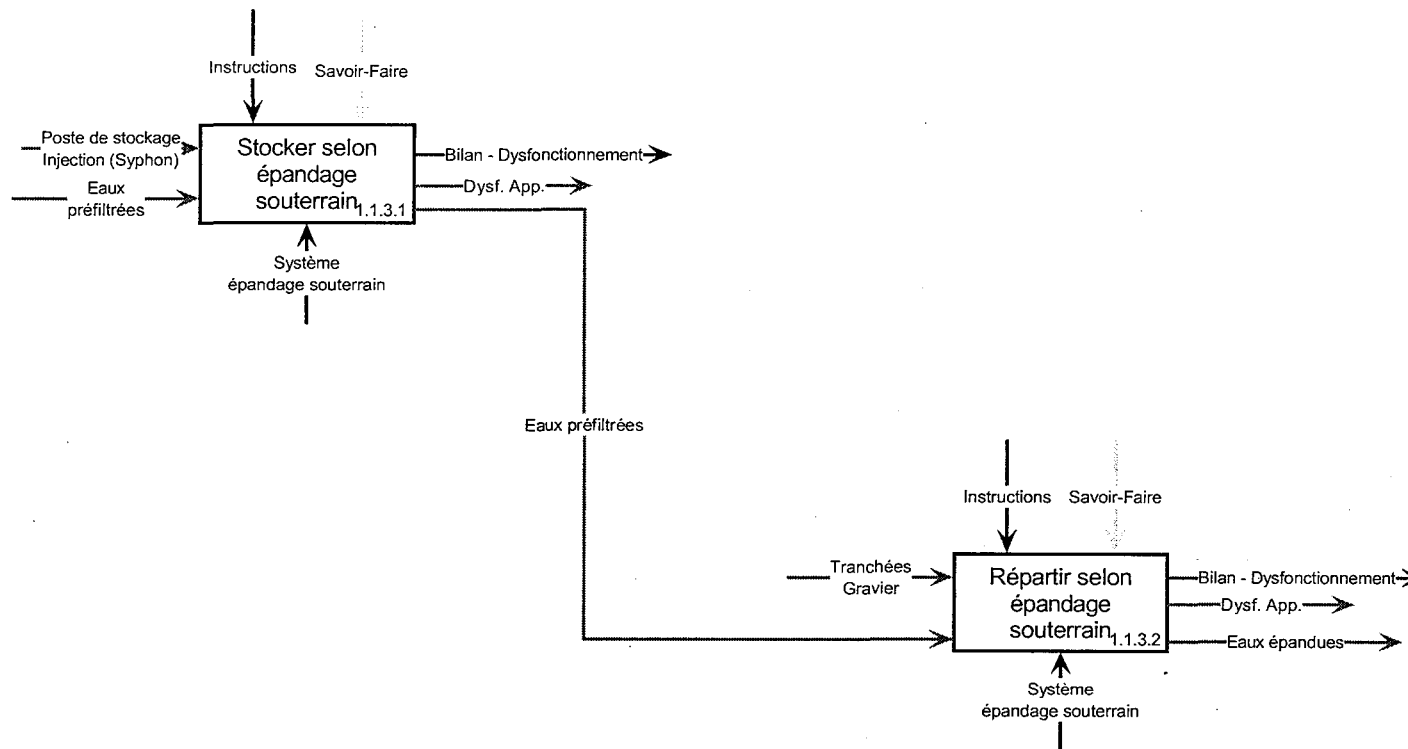 Instructions
Savoir-Faire
Poste de stockage
Injection (Syphon)
Eaux
préfiltrées
Stocker selon
épandage
souterrain
1.1.3.1
Bilan - Dysfonctionnement
Dysf. App.
Système
épandage souterrain
Eaux préfiltrées
Instructions
Savoir-Faire
Tranchées
Gravier
Répartir selon
épandage
souterrain
1.1.3.2
Bilan - Dysfonctionnement
Dysf. App.
Eaux épandues
Système
épandage souterrain